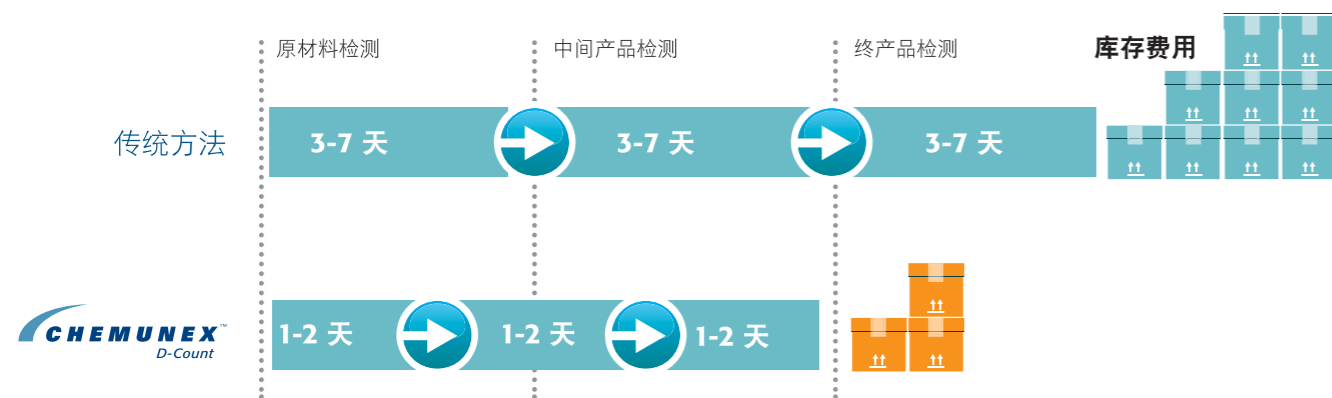 原材料检测
中间产品检测
终产品检测
库存费用
传统方法
3-7 天
3-7 天
3-7 天
CHEMUNEX™
D-Count
1-2 天
1-2 天
1-2 天